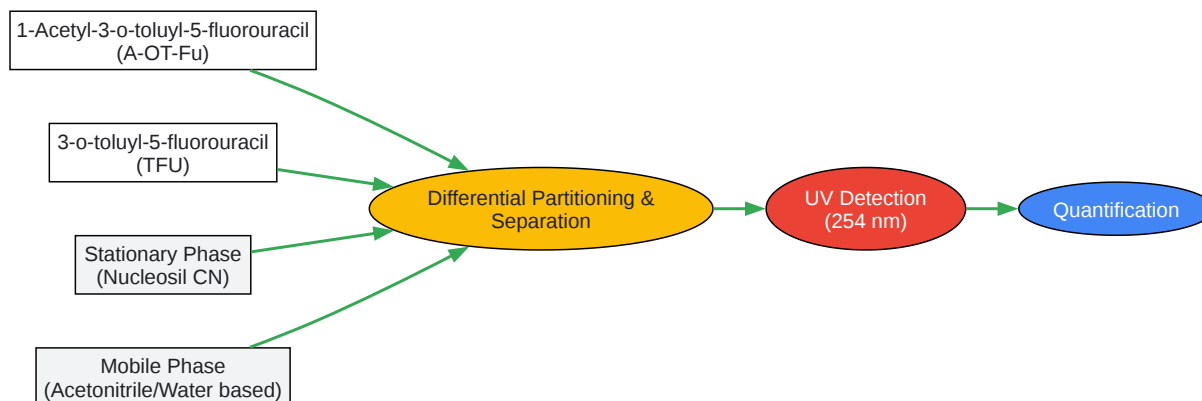 1-Acetyl-3-o-toluyl-5-fluorouracil
(A-OT-Fu)
3-o-toluyl-5-fluorouracil
(TFU)
Stationary Phase
(Nucleosil CN)
Mobile Phase
(Acetonitrile/Water based)
Differential Partitioning &
Separation
UV Detection
(254 nm)
Quantification